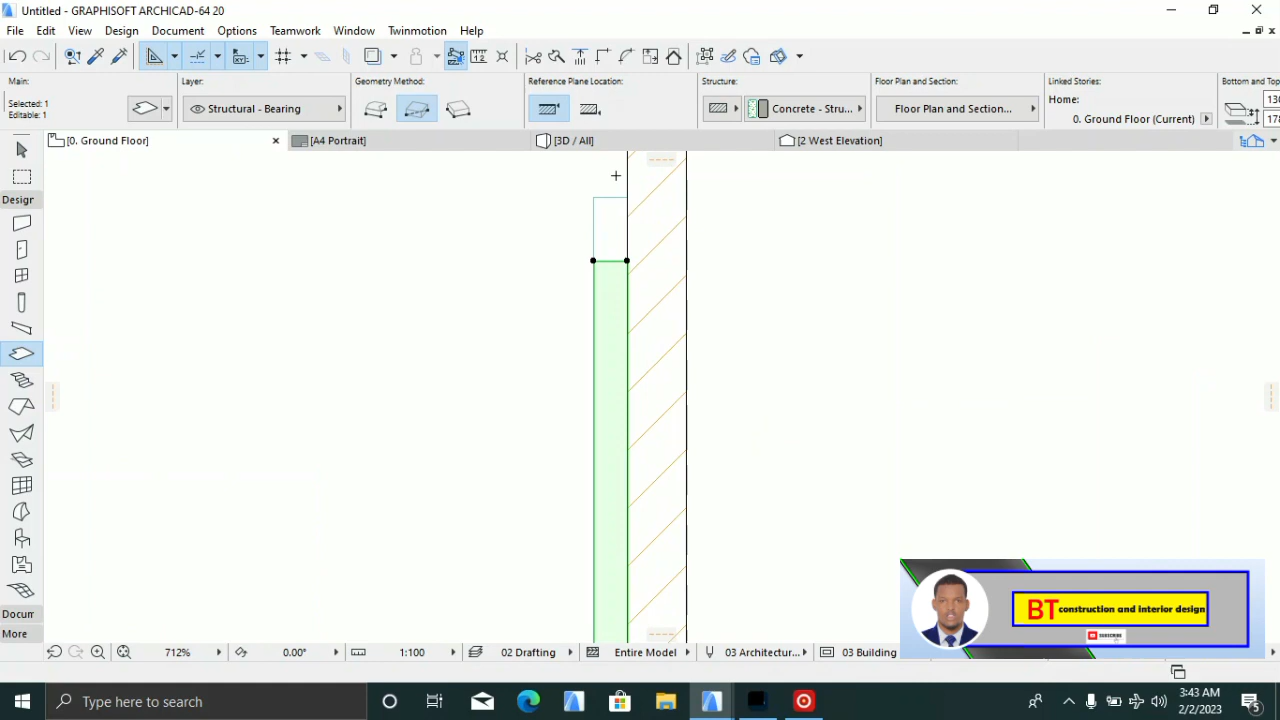 Untitled - GRAPHISOFT ARCHICAD-64 20
File Edit View Design Document Options Teamwork Window Twinmotion Help
Main:
Selected: 1
Editable: 1
Layer:
Structural - Bearing
Geometry Method:
Reference Plane Location:
Structure:
Concrete - Stru...
Floor Plan and Section:
Floor Plan and Section...
Linked Stories:
Home:
0. Ground Floor (Current)
Bottom and Top
130
178
[0. Ground Floor]
[A4 Portrait]
[3D / All]
[2 West Elevation]
Design
Docum
More
BT construction and interior design
SUBSCRIBE
712%
0.00°
1:100
02 Drafting
Entire Model
03 Architectur...
03 Building
Type here to search
3:43 AM
2/2/2023
5